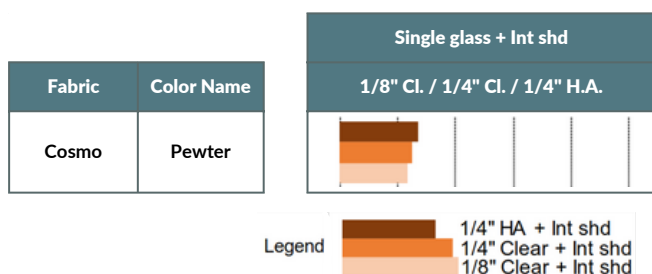 Single glass + Int shd
Fabric Color Name 1/8" Cl. / 1/4" Cl. / 1/4" H.A.
Cosmo Pewter
Legend
1/4" HA + Int shd
1/4" Clear + Int shd
1/8" Clear + Int shd